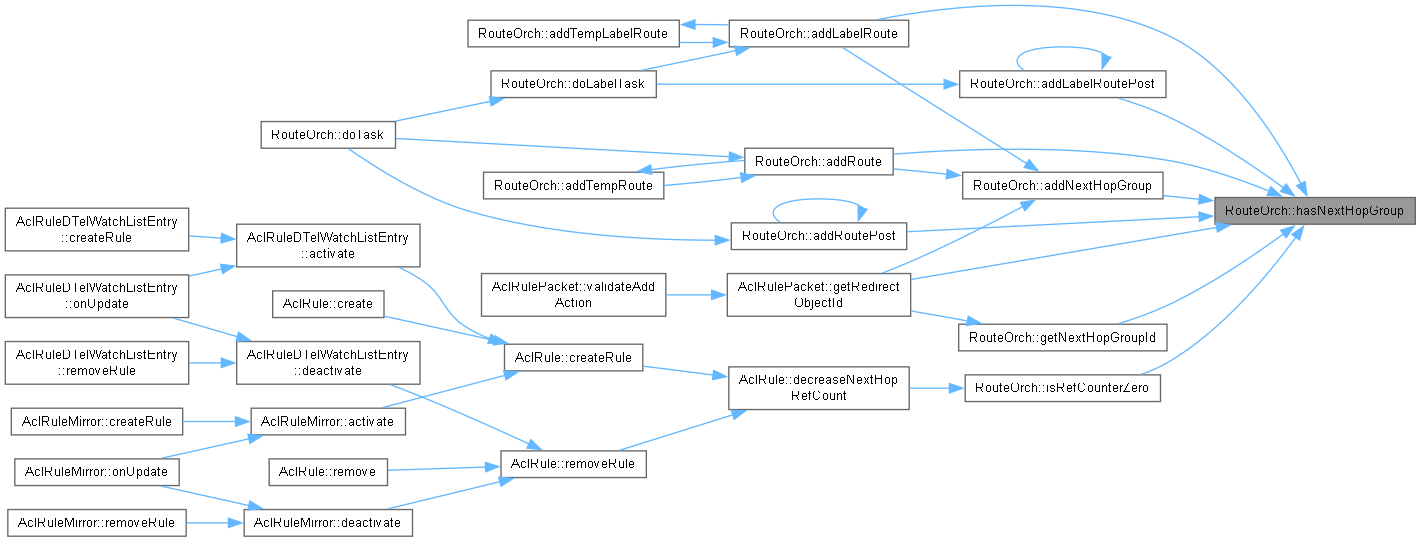 RouteOrch::addTempLabelRoute
RouteOrch::addLabelRoute
RouteOrch::doLabelTask
RouteOrch::addLabelRoutePost
RouteOrch::doTask
RouteOrch::addRoute
RouteOrch::addTempRoute
RouteOrch::addNextHopGroup
RouteOrch::hasNextHopGroup
AclRuleDTelWatchListEntry
::createRule
AclRuleDTelWatchListEntry
::activate
RouteOrch::addRoutePost
AclRuleDTelWatchListEntry
::onUpdate
AclRule::create
AclRulePacket::validateAdd
Action
AclRulePacket::getRedirect
ObjectId
RouteOrch::getNextHopGroupId
AclRuleDTelWatchListEntry
::removeRule
AclRuleDTelWatchListEntry
::deactivate
AclRule::createRule
AclRule::decreaseNextHop
RefCount
RouteOrch::isRefCounterZero
AclRuleMirror::createRule
AclRuleMirror::activate
AclRuleMirror::onUpdate
AclRule::remove
AclRule::removeRule
AclRuleMirror::removeRule
AclRuleMirror::deactivate